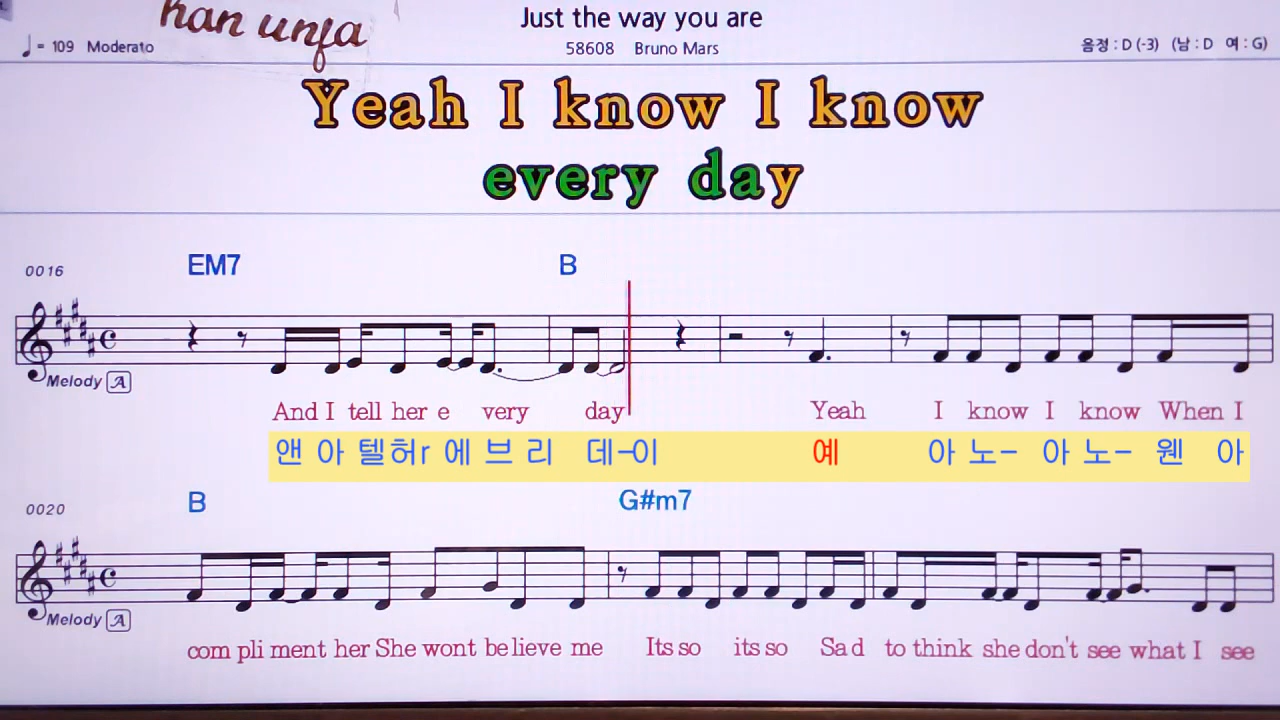 han unja
Just the way you are
♩= 109 Moderato
58608 Bruno Mars
음정 : D (-3) (남 : D 여 : G)
Yeah I know I know
every day
0016
EM7 B
Melody A
And I tell her e very day Yeah I know I know When I
앤 아 텔허r 에 브 리 데-이 예 아 노- 아 노- 웬 아
0020
B G#m7
Melody A
com pli ment her She wont be lieve me Its so its so Sad to think she don't see what I see